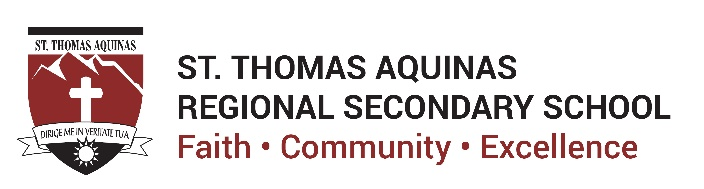 ST. THOMAS AQUINAS
DIRIGE ME IN VERITATE TUA
ST. THOMAS AQUINAS
REGIONAL SECONDARY SCHOOL
Faith • Community • Excellence